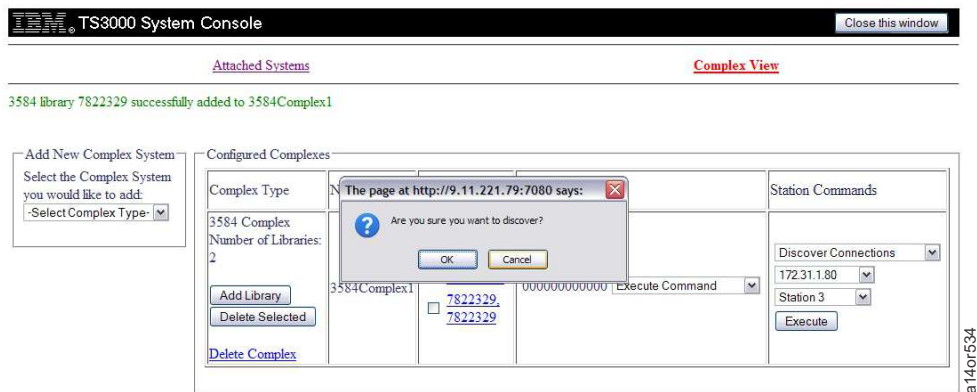 IBM® TS3000 System Console
Close this window
Attached Systems
Complex View
3584 library 7822329 successfully added to 3584Complex1
Add New Complex System
Select the Complex System
you would like to add:
-Select Complex Type-
Configured Complexes
Complex Type
N
Station Commands
3584 Complex
Number of Libraries:
2
Add Library
Delete Selected
Delete Complex
3584Complex1
7822329,
7822329
000000000000
Execute Command
Discover Connections
172.31.1.80
Station 3
Execute
The page at http://9.11.221.79:7080 says:
Are you sure you want to discover?
OK
Cancel
a14or534